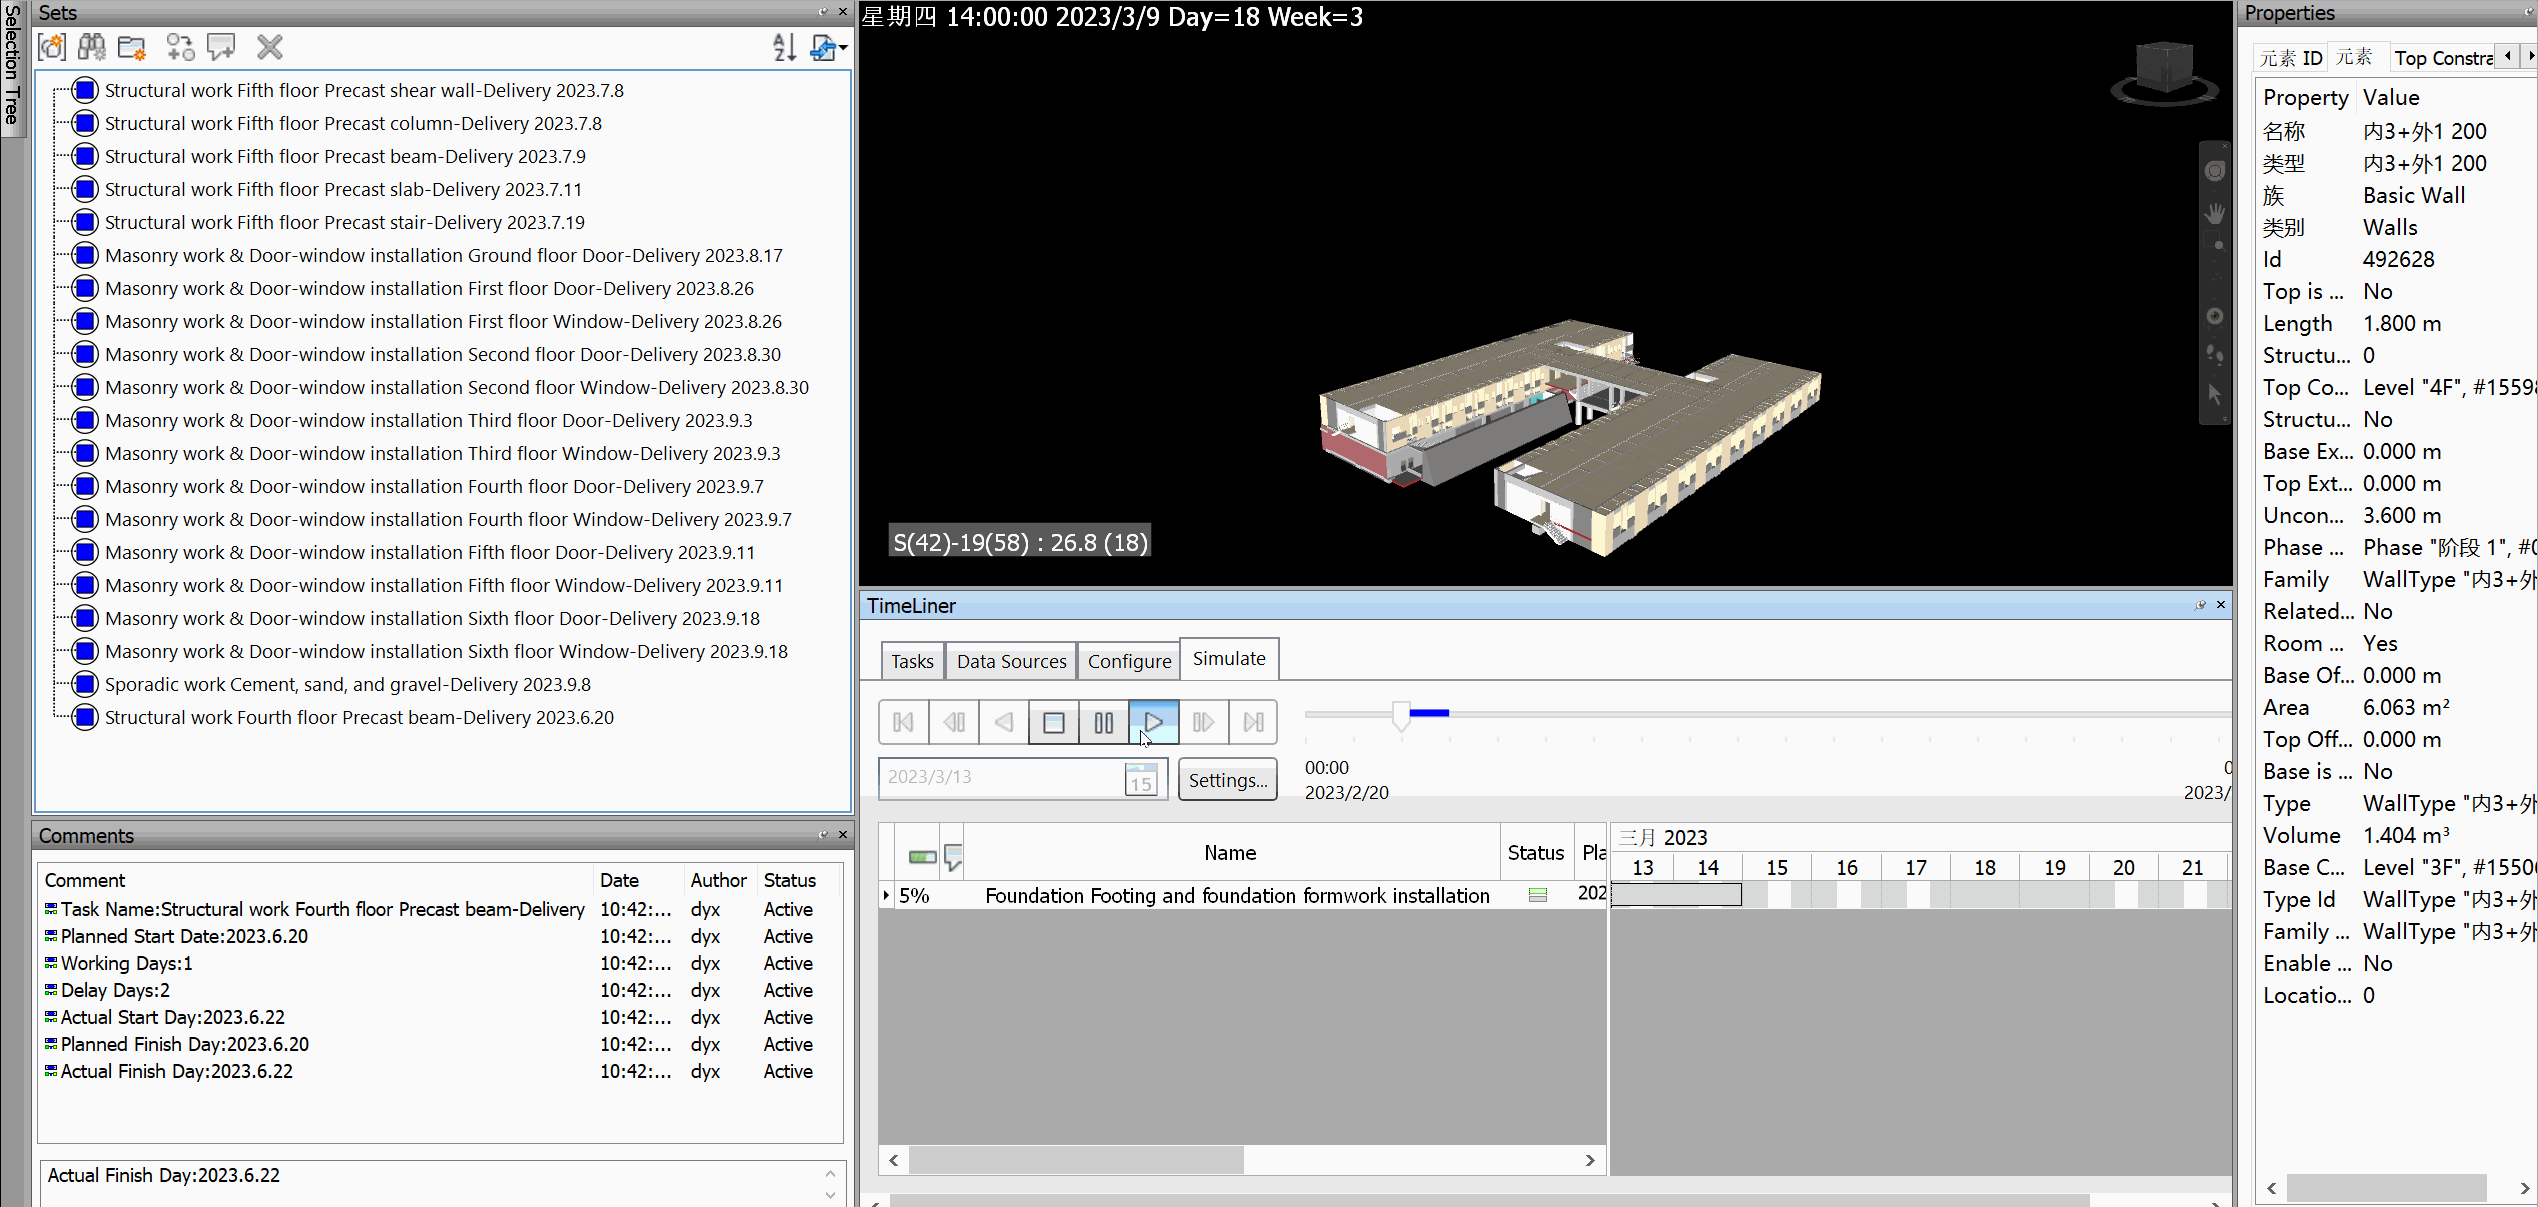 Selection Tree
Sets
Structural work Fifth floor Precast shear wall-Delivery 2023.7.8
Structural work Fifth floor Precast column-Delivery 2023.7.8
Structural work Fifth floor Precast beam-Delivery 2023.7.9
Structural work Fifth floor Precast slab-Delivery 2023.7.11
Structural work Fifth floor Precast stair-Delivery 2023.7.19
Masonry work & Door-window installation Ground floor Door-Delivery 2023.8.17
Masonry work & Door-window installation First floor Door-Delivery 2023.8.26
Masonry work & Door-window installation First floor Window-Delivery 2023.8.26
Masonry work & Door-window installation Second floor Door-Delivery 2023.8.30
Masonry work & Door-window installation Second floor Window-Delivery 2023.8.30
Masonry work & Door-window installation Third floor Door-Delivery 2023.9.3
Masonry work & Door-window installation Third floor Window-Delivery 2023.9.3
Masonry work & Door-window installation Fourth floor Door-Delivery 2023.9.7
Masonry work & Door-window installation Fourth floor Window-Delivery 2023.9.7
Masonry work & Door-window installation Fifth floor Door-Delivery 2023.9.11
Masonry work & Door-window installation Fifth floor Window-Delivery 2023.9.11
Masonry work & Door-window installation Sixth floor Door-Delivery 2023.9.18
Masonry work & Door-window installation Sixth floor Window-Delivery 2023.9.18
Sporadic work Cement, sand, and gravel-Delivery 2023.9.8
Structural work Fourth floor Precast beam-Delivery 2023.6.20
Comments
Comment Date Author Status
Task Name:Structural work Fourth floor Precast beam-Delivery 10:42:... dyx Active
Planned Start Date:2023.6.20 10:42:... dyx Active
Working Days:1 10:42:... dyx Active
Delay Days:2 10:42:... dyx Active
Actual Start Day:2023.6.22 10:42:... dyx Active
Planned Finish Day:2023.6.20 10:42:... dyx Active
Actual Finish Day:2023.6.22 10:42:... dyx Active
Actual Finish Day:2023.6.22
星期四 14:00:00 2023/3/9 Day=18 Week=3
S(42)-19(58) : 26.8 (18)
TimeLiner
Tasks Data Sources Configure Simulate
2023/3/13 15 Settings...
00:00 0
2023/2/20 2023/
Name Status Pla
三月 2023
13 14 15 16 17 18 19 20 21
5% Foundation Footing and foundation formwork installation 202
Properties
元素 ID 元素 Top Constra
Property Value
名称 内3+外1 200
类型 内3+外1 200
族 Basic Wall
类别 Walls
Id 492628
Top is ... No
Length 1.800 m
Structu... 0
Top Co... Level "4F", #15598
Structu... No
Base Ex... 0.000 m
Top Ext... 0.000 m
Uncon... 3.600 m
Phase ... Phase "阶段 1", #0
Family WallType "内3+外
Related... No
Room ... Yes
Base Of... 0.000 m
Area 6.063 m²
Top Off... 0.000 m
Base is ... No
Type WallType "内3+外
Volume 1.404 m³
Base C... Level "3F", #15506
Type Id WallType "内3+外
Family ... WallType "内3+外
Enable ... No
Locatio... 0